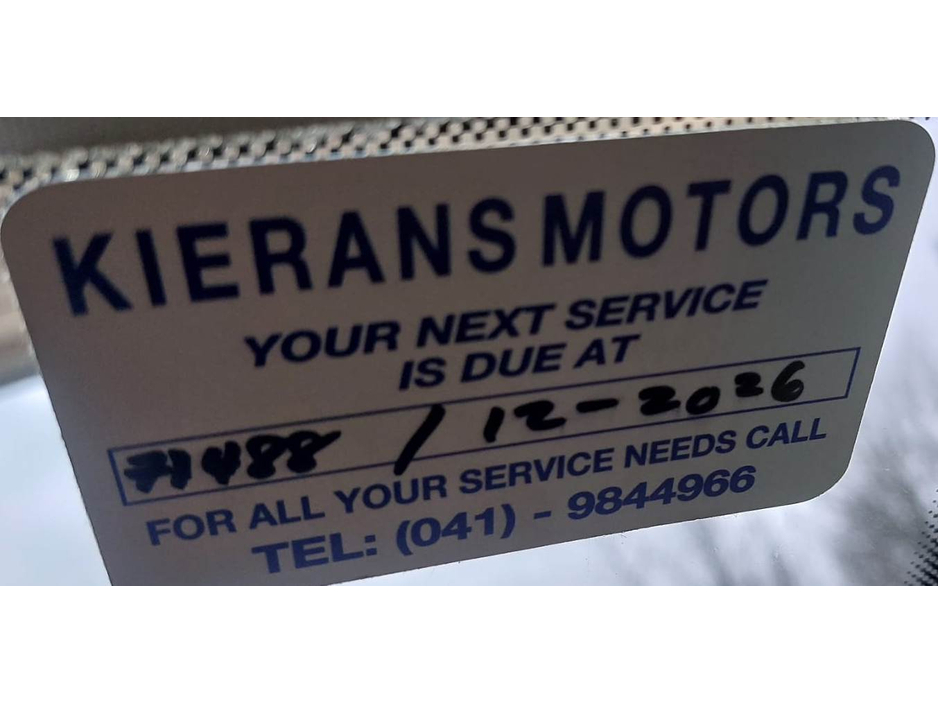 KIERANS MOTORS
YOUR NEXT SERVICE
IS DUE AT
71488 / 12-2026
FOR ALL YOUR SERVICE NEEDS CALL
TEL: (041) - 9844966